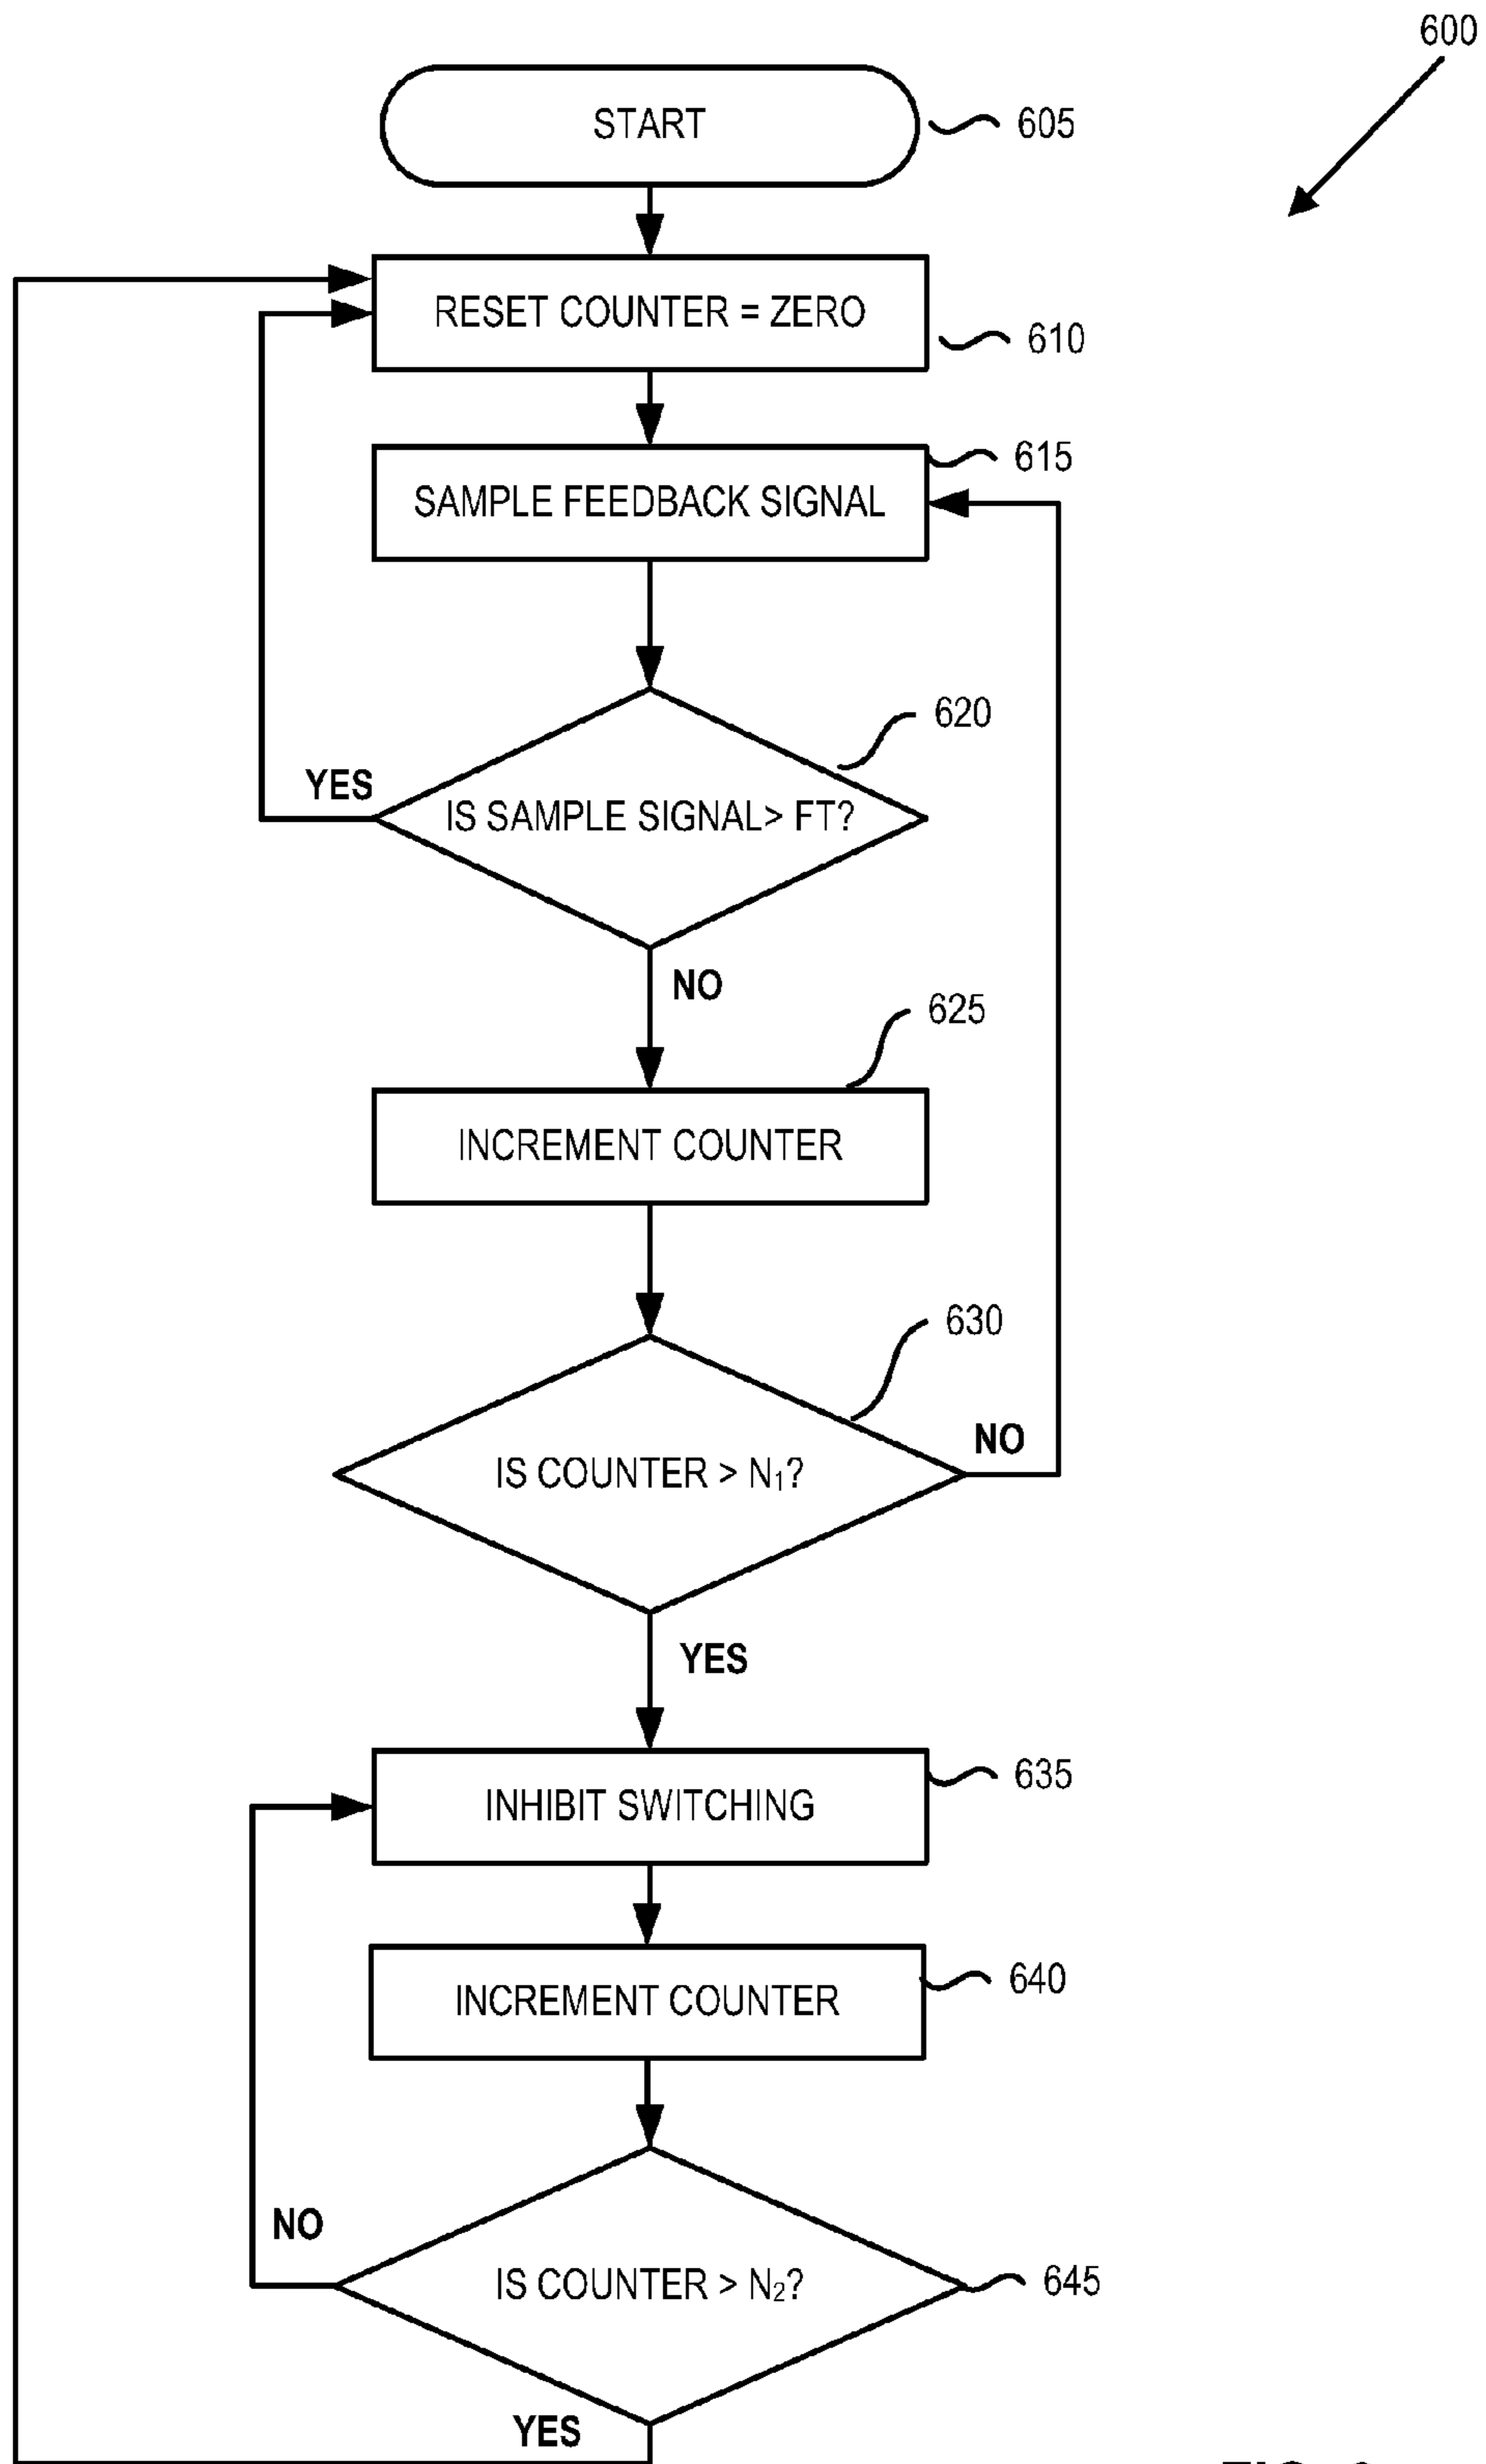 600
START
605
RESET COUNTER = ZERO
610
615
SAMPLE FEEDBACK SIGNAL
620
YES
IS SAMPLE SIGNAL> FT?
NO
625
INCREMENT COUNTER
630
NO
IS COUNTER > N₁?
YES
635
INHIBIT SWITCHING
640
INCREMENT COUNTER
NO
IS COUNTER > N₂?
645
YES